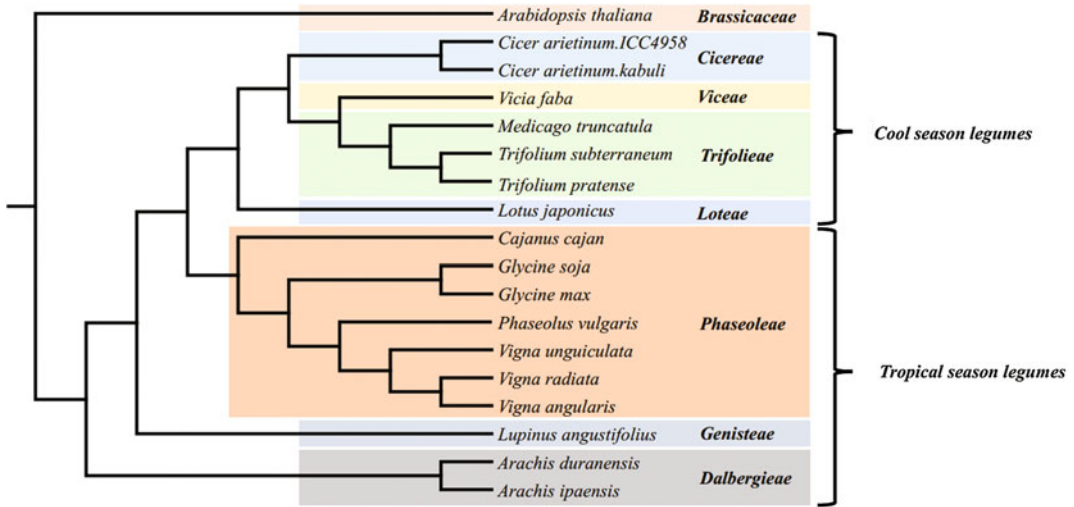 Arabidopsis thaliana Brassicaceae
Cicer arietinum.ICC4958
Cicereae
Cicer arietinum.kabuli
Vicia faba Viceae
Medicago truncatula
Cool season legumes
Trifolium subterraneum Trifolieae
Trifolium pratense
Lotus japonicus Loteae
Cajanus cajan
Glycine soja
Glycine max
Phaseolus vulgaris Phaseoleae
Vigna unguiculata
Vigna radiata Tropical season legumes
Vigna angularis
Lupinus angustifolius Genisteae
Arachis duranensis
Dalbergieae
Arachis ipaensis